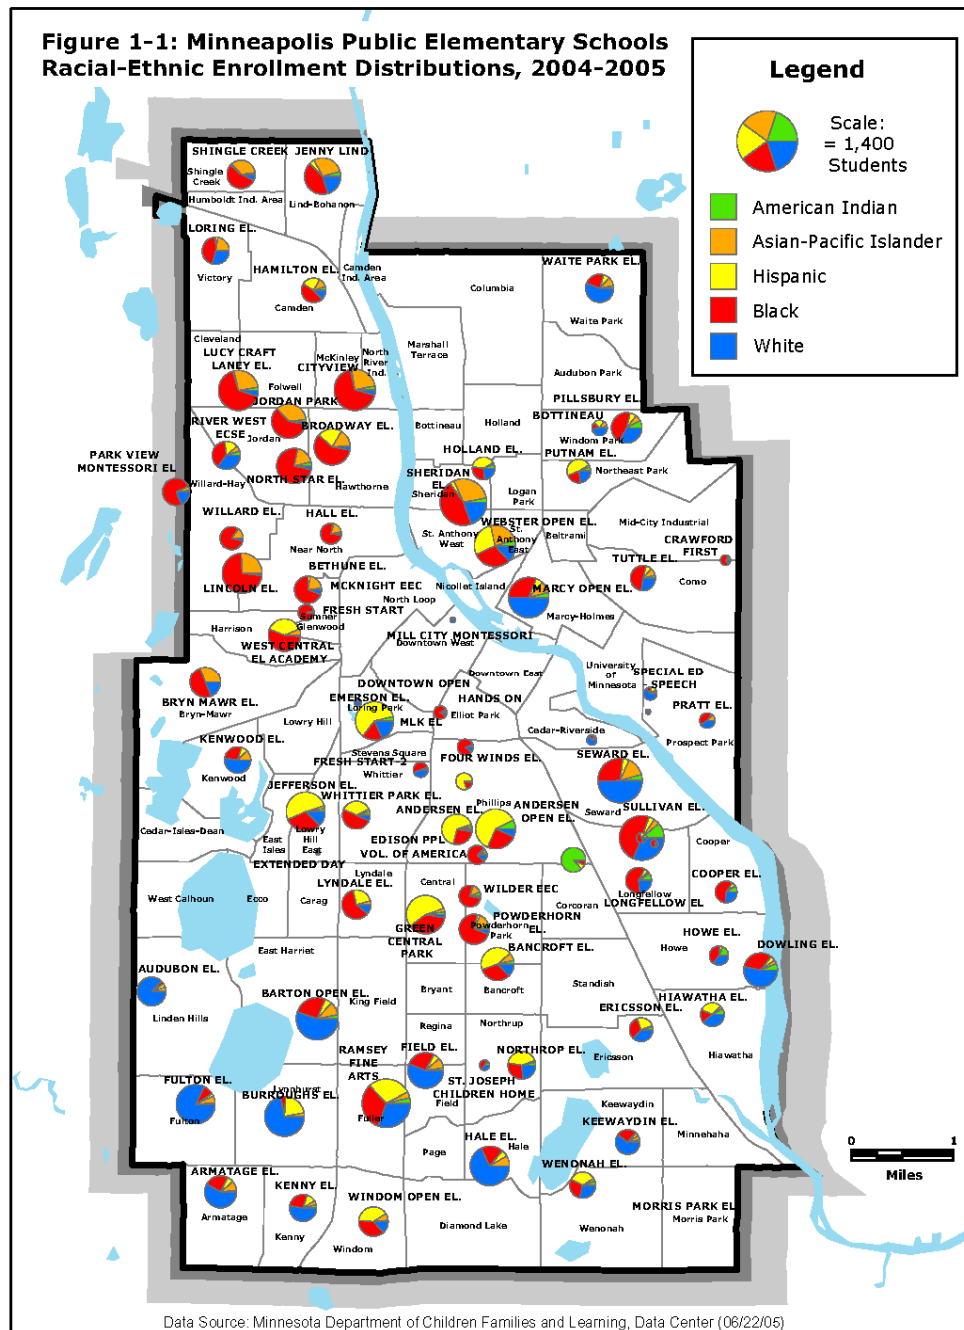 Figure 1-1: Minneapolis Public Elementary Schools
Racial-Ethnic Enrollment Distributions, 2004-2005
Legend
Scale:
= 1,400
Students
American Indian
Asian-Pacific Islander
Hispanic
Black
White
SHINGLE CREEK
JENNY LIND
Shingle
Creek
Humboldt Ind. Area
Lind-Bohanon
LORING EL.
Victory
HAMILTON EL.
Camden
Camden
Ind. Area
Columbia
WAITE PARK EL.
Waite Park
Cleveland
LUCY CRAFT
LANEY EL.
Folwell
McKinley
CITYVIEW
North
River
Ind.
Marshall
Terrace
Audubon Park
JORDAN PARK
RIVER WEST
ECSE
Jordan
BROADWAY EL.
Bottineau
Holland
PILLSBURY EL.
BOTTINEAU
Windom Park
PARK VIEW
MONTESSORI EL
Willard-Hay
NORTH STAR EL.
Hawthorne
HOLLAND EL.
PUTNAM EL.
Northeast Park
SHERIDAN
EL.
Sheridan
Logan
Park
WILLARD EL.
HALL EL.
Near North
St. Anthony
West
WEBSTER OPEN EL.
St.
Anthony
East
Beltrami
Mid-City Industrial
CRAWFORD
FIRST
BETHUNE EL.
LINCOLN EL.
MCKNIGHT EEC
North Loop
Nicollet Island
MARCY OPEN EL.
Marcy-Holmes
TUTTLE EL.
Como
FRESH START
Sumner
Glenwood
Harrison
WEST CENTRAL
EL ACADEMY
MILL CITY MONTESSORI
Downtown West
Downtown East
University
of
Minnesota
SPECIAL ED
SPEECH
BRYN MAWR EL.
Bryn-Mawr
DOWNTOWN OPEN
EMERSON EL.
Loring Park
MLK EL
HANDS ON
Elliot Park
PRATT EL.
Prospect Park
Lowry Hill
Cedar-Riverside
KENWOOD EL.
Kenwood
Stevens Square
FRESH START-2
Whittier
FOUR WINDS EL.
SEWARD EL.
Seward
JEFFERSON EL.
WHITTIER PARK EL.
ANDERSEN EL.
Phillips
ANDERSEN
OPEN EL.
SULLIVAN EL.
Cedar-Isles-Dean
East
Isles
Lowry
Hill
East
EDISON PPL
VOL. OF AMERICA
Cooper
EXTENDED DAY
Lyndale
LYNDALE EL.
Carag
West Calhoun
Ecco
Central
WILDER EEC
Corcoran
Longfellow
LONGFELLOW EL
COOPER EL.
GREEN
CENTRAL
PARK
POWDERHORN
EL.
Powderhorn
Park
BANCROFT EL.
Bancroft
Howe
HOWE EL.
DOWLING EL.
East Harriet
AUDUBON EL.
Linden Hills
BARTON OPEN EL.
King Field
Bryant
Standish
ERICSSON EL.
HIAWATHA EL.
Hiawatha
Regina
Northrup
RAMSEY
FINE
ARTS
FIELD EL.
Field
NORTHROP EL.
Ericsson
ST. JOSEPH
CHILDREN HOME
FULTON EL.
Fulton
Lynnhurst
BURROUGHS EL.
Fuller
Keewaydin
KEEWAYDIN EL.
Minnehaha
Page
HALE EL.
Hale
WENONAH EL.
Wenonah
0 1
Miles
ARMATAGE EL.
Armatage
KENNY EL.
Kenny
WINDOM OPEN EL.
Windom
Diamond Lake
MORRIS PARK EL
Morris Park
Data Source: Minnesota Department of Children Families and Learning, Data Center (06/22/05)